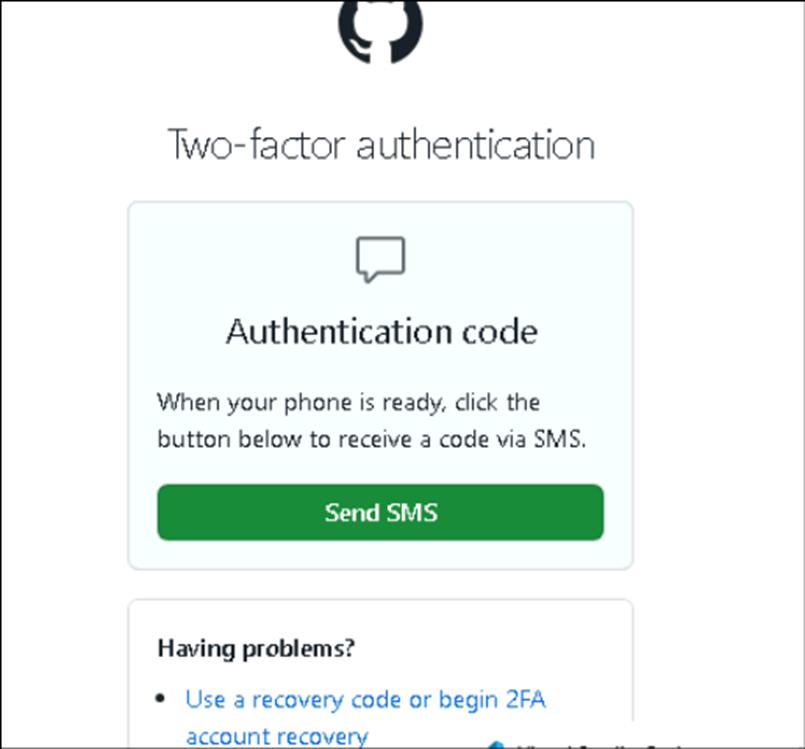 Two-factor authentication
Authentication code
When your phone is ready, click the
button below to receive a code via SMS.
Send SMS
Having problems?
Use a recovery code or begin 2FA
account recovery